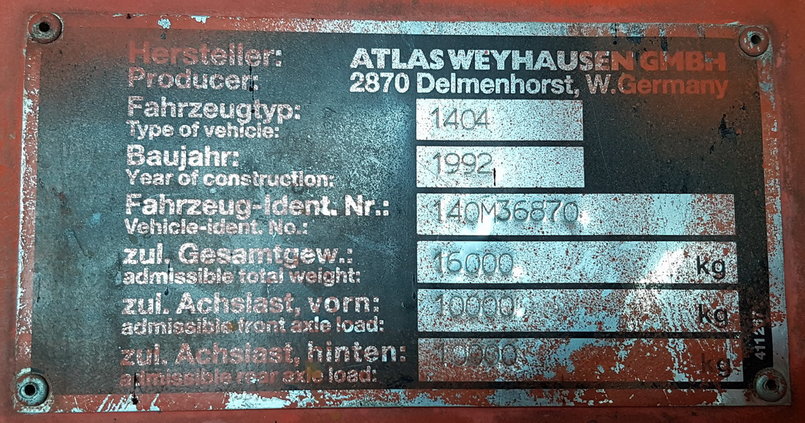 Hersteller: ATLAS WEYHAUSEN GMBH
Producer: 2870 Delmenhorst, W.Germany
Fahrzeugtyp: 1404
Type of vehicle:
Baujahr: 1992
Year of construction:
Fahrzeug-Ident. Nr.: 140M36870
Vehicle-ident. No.:
zul. Gesamtgew.: 16000 kg
admissible total weight:
zul. Achslast, vorn: 10000 kg
admissible front axle load:
zul. Achslast, hinten: 10000 kg
admissible rear axle load: